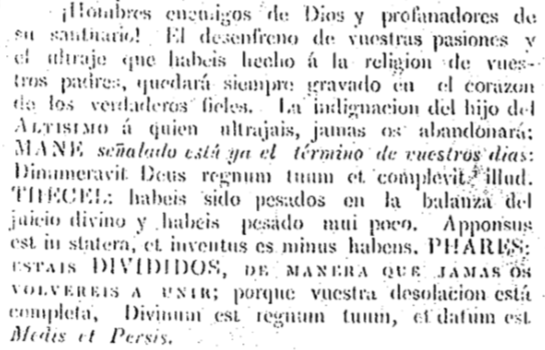 ¡Hombres enemigos de Dios y profanadores de
su santuario! El desenfreno de vuestras pasiones y
el ultraje que habeis hecho á la religion de vues-
tros padres, quedará siempre gravado en el corazon
de los verdaderos fieles. La indignacion del hijo del
ALTISIMO á quien ultrajais, jamas os abandonará:
MANE señalado está ya el término de vuestros dias:
Dinumeravit Deus regnum tuum et complevit illud.
THECEL: habeis sido pesados en la balanza del
juicio divino y habeis pesado mui poco. Apponsus
est in statera, et inventus es minus habens. PHARES:
ESTAIS DIVIDIDOS, DE MANERA QUE JAMAS OS
VOLVEREIS A UNIR; porque vuestra desolacion está
completa, Divinum est regnum tuum, et datum est
Medis et Persis.